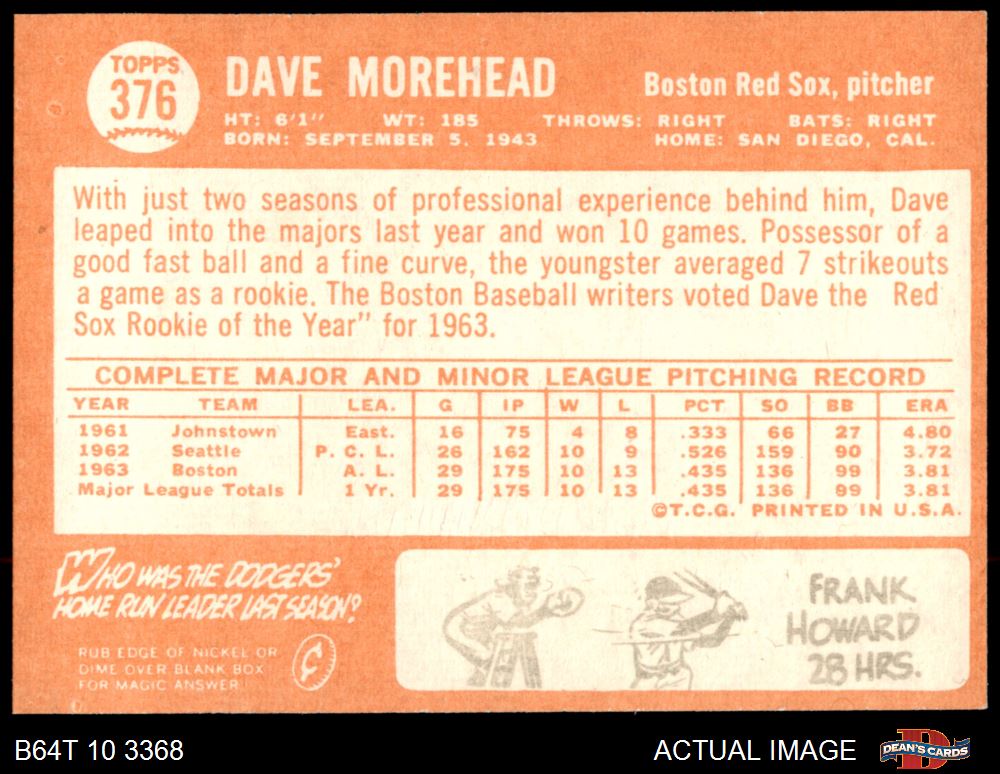 TOPPS
376
DAVE MOREHEAD
Boston Red Sox, pitcher
HT: 6'1" WT: 185 THROWS: RIGHT BATS: RIGHT
BORN: SEPTEMBER 5, 1943 HOME: SAN DIEGO, CAL.
With just two seasons of professional experience behind him, Dave
leaped into the majors last year and won 10 games. Possessor of a
good fast ball and a fine curve, the youngster averaged 7 strikeouts
a game as a rookie. The Boston Baseball writers voted Dave the Red
Sox Rookie of the Year" for 1963.
COMPLETE MAJOR AND MINOR LEAGUE PITCHING RECORD
YEAR TEAM LEA. G IP W L PCT SO BB ERA
1961 Johnstown East. 16 75 4 8 .333 66 27 4.80
1962 Seattle P. C. L. 26 162 10 9 .526 159 90 3.72
1963 Boston A. L. 29 175 10 13 .435 136 99 3.81
Major League Totals 1 Yr. 29 175 10 13 .435 136 99 3.81
©T.C.G. PRINTED IN U.S.A.
WHO WAS THE DODGERS'
HOME RUN LEADER LAST SEASON?
RUB EDGE OF NICKEL OR
DIME OVER BLANK BOX
FOR MAGIC ANSWER
¢
FRANK
HOWARD
28 HRS.
B64T 10 3368
ACTUAL IMAGE
DEAN'S CARDS